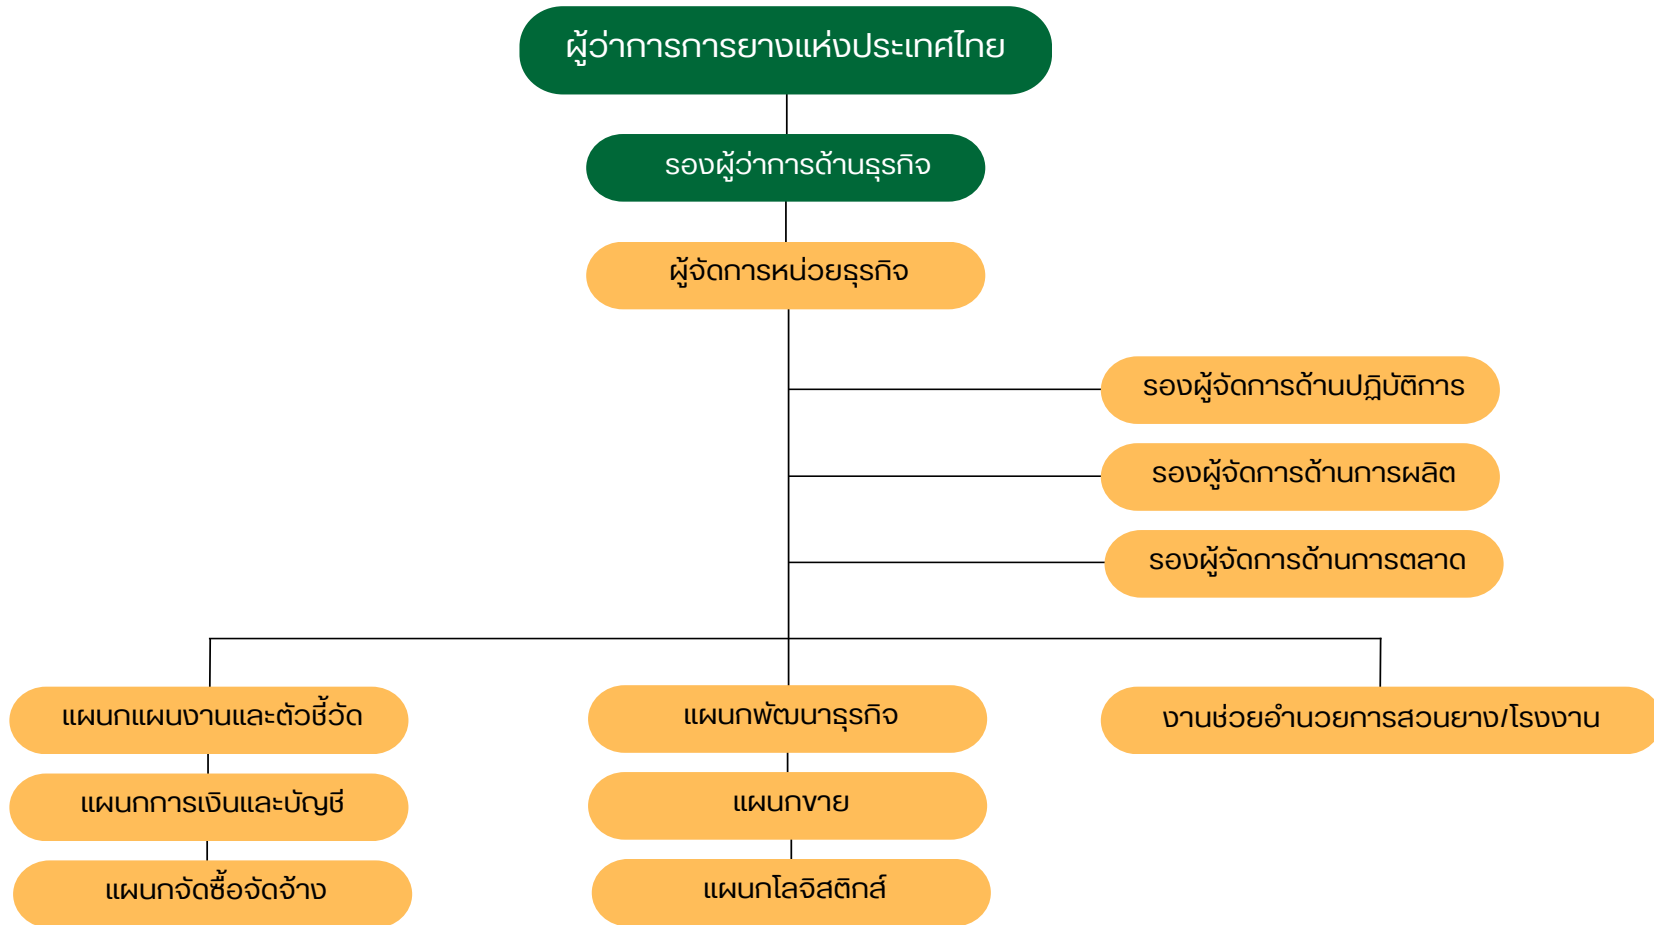 ผู้ว่าการการยางแห่งประเทศไทย
รองผู้ว่าการด้านธุรกิจ
ผู้จัดการหน่วยธุรกิจ
รองผู้จัดการด้านปฏิบัติการ
รองผู้จัดการด้านการผลิต
รองผู้จัดการด้านการตลาด
แผนกแผนงานและตัวชี้วัด
แผนกพัฒนาธุรกิจ
งานช่วยอำนวยการสวนยาง/โรงงาน
แผนกการเงินและบัญชี
แผนกขาย
แผนกจัดซื้อจัดจ้าง
แผนกโลจิสติกส์